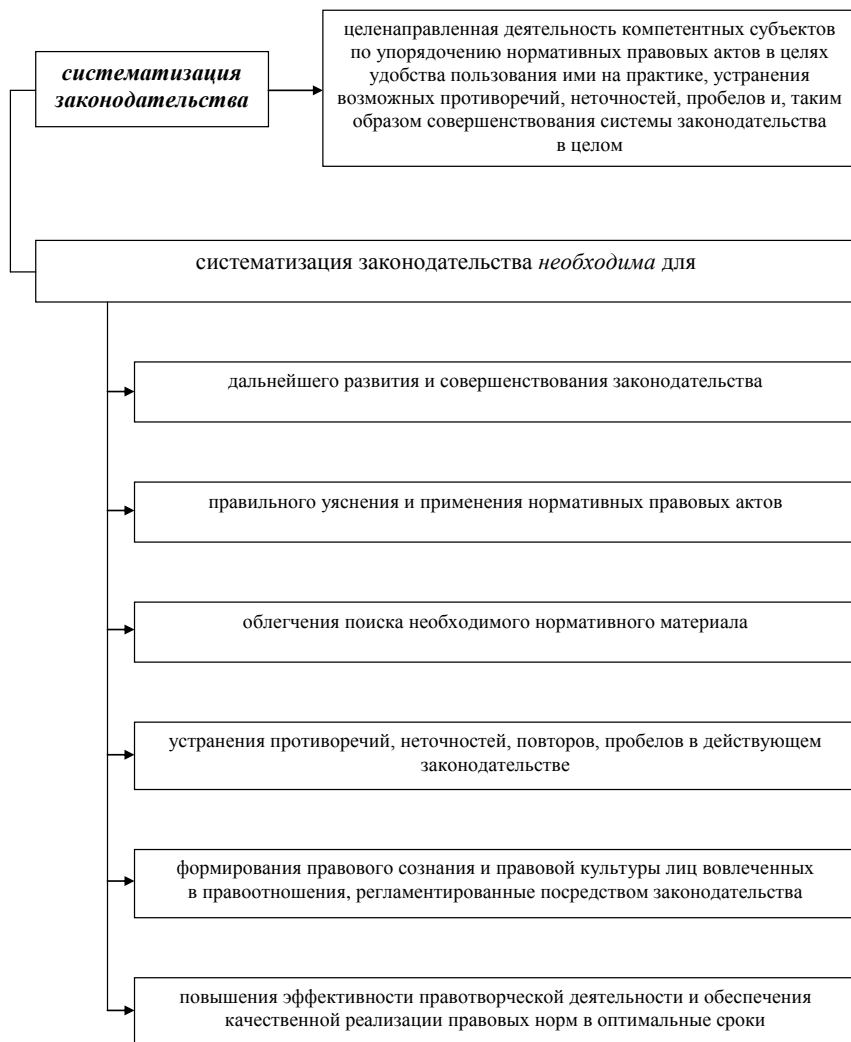 систематизация
законодательства
целенаправленная деятельность компетентных субъектов
по упорядочению нормативных правовых актов в целях
удобства пользования ими на практике, устранения
возможных противоречий, неточностей, пробелов и, таким
образом совершенствования системы законодательства
в целом
систематизация законодательства необходима для
дальнейшего развития и совершенствования законодательства
правильного уяснения и применения нормативных правовых актов
облегчения поиска необходимого нормативного материала
устранения противоречий, неточностей, повторов, пробелов в действующем
законодательстве
формирования правового сознания и правовой культуры лиц вовлеченных
в правоотношения, регламентированные посредством законодательства
повышения эффективности правотворческой деятельности и обеспечения
качественной реализации правовых норм в оптимальные сроки